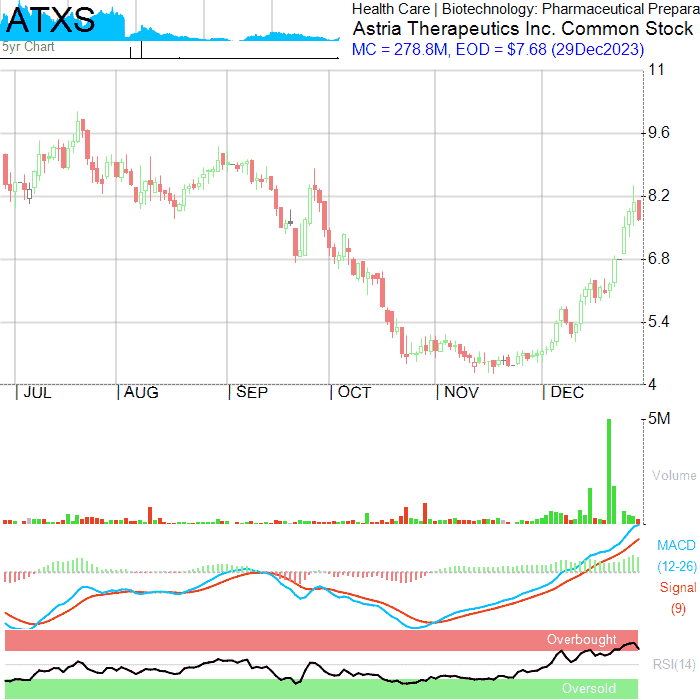 ATXS
5yr Chart
Health Care | Biotechnology: Pharmaceutical Prepara
Astria Therapeutics Inc. Common Stock
MC = 278.8M, EOD = $7.68 (29Dec2023)
11
9.6
8.2
6.8
5.4
4
JUL AUG SEP OCT NOV DEC
5M
Volume
MACD
(12-26)
Signal
(9)
Overbought
RSI(14)
Oversold